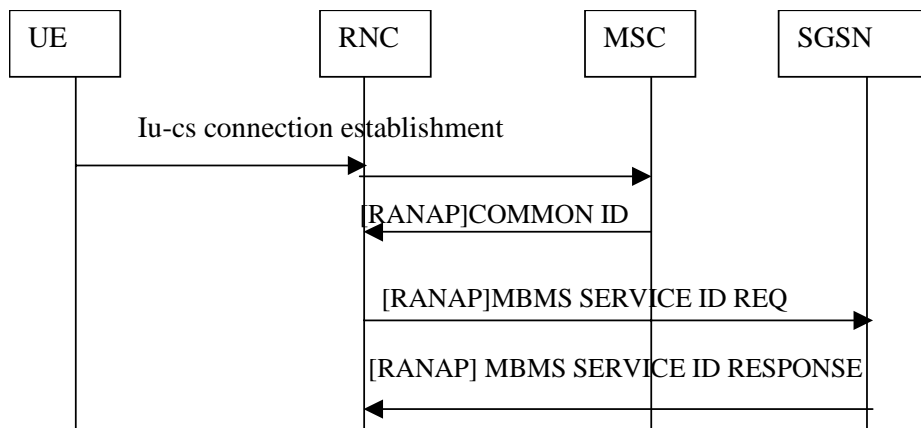 UE
RNC
MSC
SGSN
Iu-cs connection establishment
[RANAP]COMMON ID
[RANAP]MBMS SERVICE ID REQ
[RANAP] MBMS SERVICE ID RESPONSE